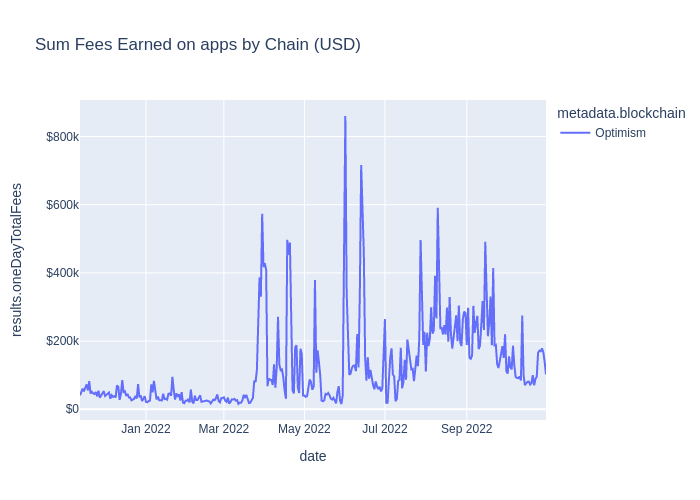 Sum Fees Earned on apps by Chain (USD)
metadata.blockchain
Optimism
results.oneDayTotalFees
$800k
$600k
$400k
$200k
$0
Jan 2022
Mar 2022
May 2022
Jul 2022
Sep 2022
date